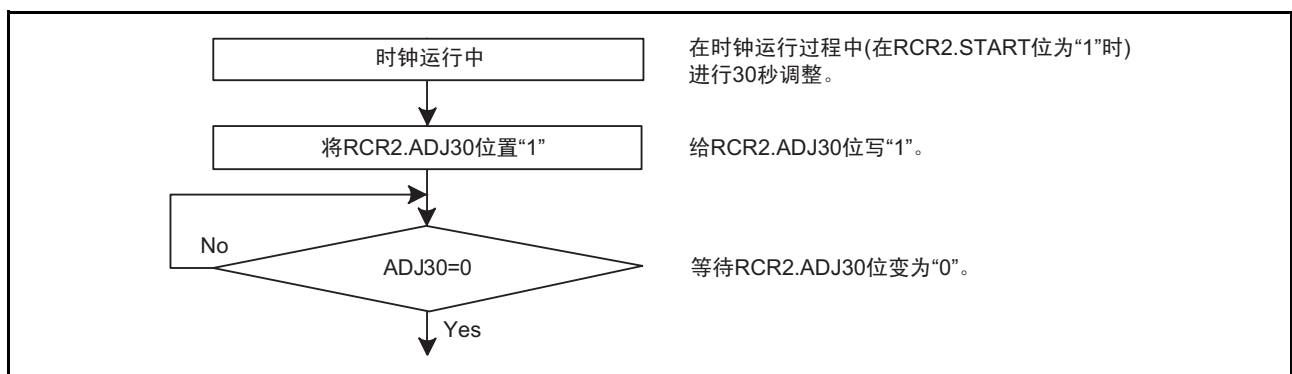 时钟运行中
在时钟运行过程中(在RCR2.START位为“1”时)
进行30秒调整。
将RCR2.ADJ30位置“1”
给RCR2.ADJ30位写“1”。
No
ADJ30=0
等待RCR2.ADJ30位变为“0”。
Yes